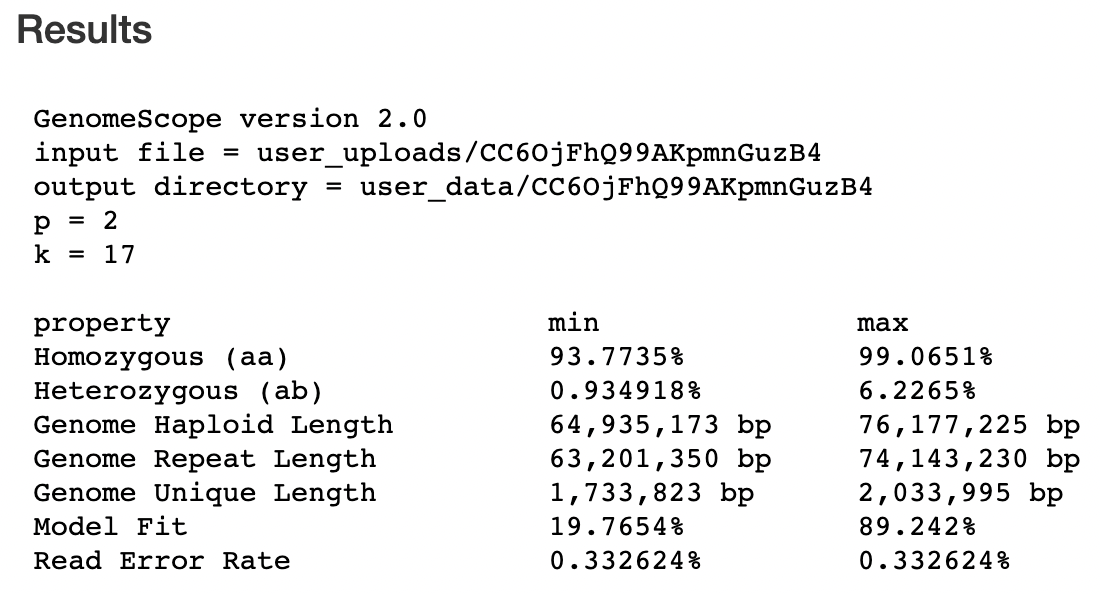 Results
GenomeScope version 2.0
input file = user_uploads/CC6OjFhQ99AKpmnGuzB4
output directory = user_data/CC6OjFhQ99AKpmnGuzB4
p = 2
k = 17
property min max
Homozygous (aa) 93.7735% 99.0651%
Heterozygous (ab) 0.934918% 6.2265%
Genome Haploid Length 64,935,173 bp 76,177,225 bp
Genome Repeat Length 63,201,350 bp 74,143,230 bp
Genome Unique Length 1,733,823 bp 2,033,995 bp
Model Fit 19.7654% 89.242%
Read Error Rate 0.332624% 0.332624%